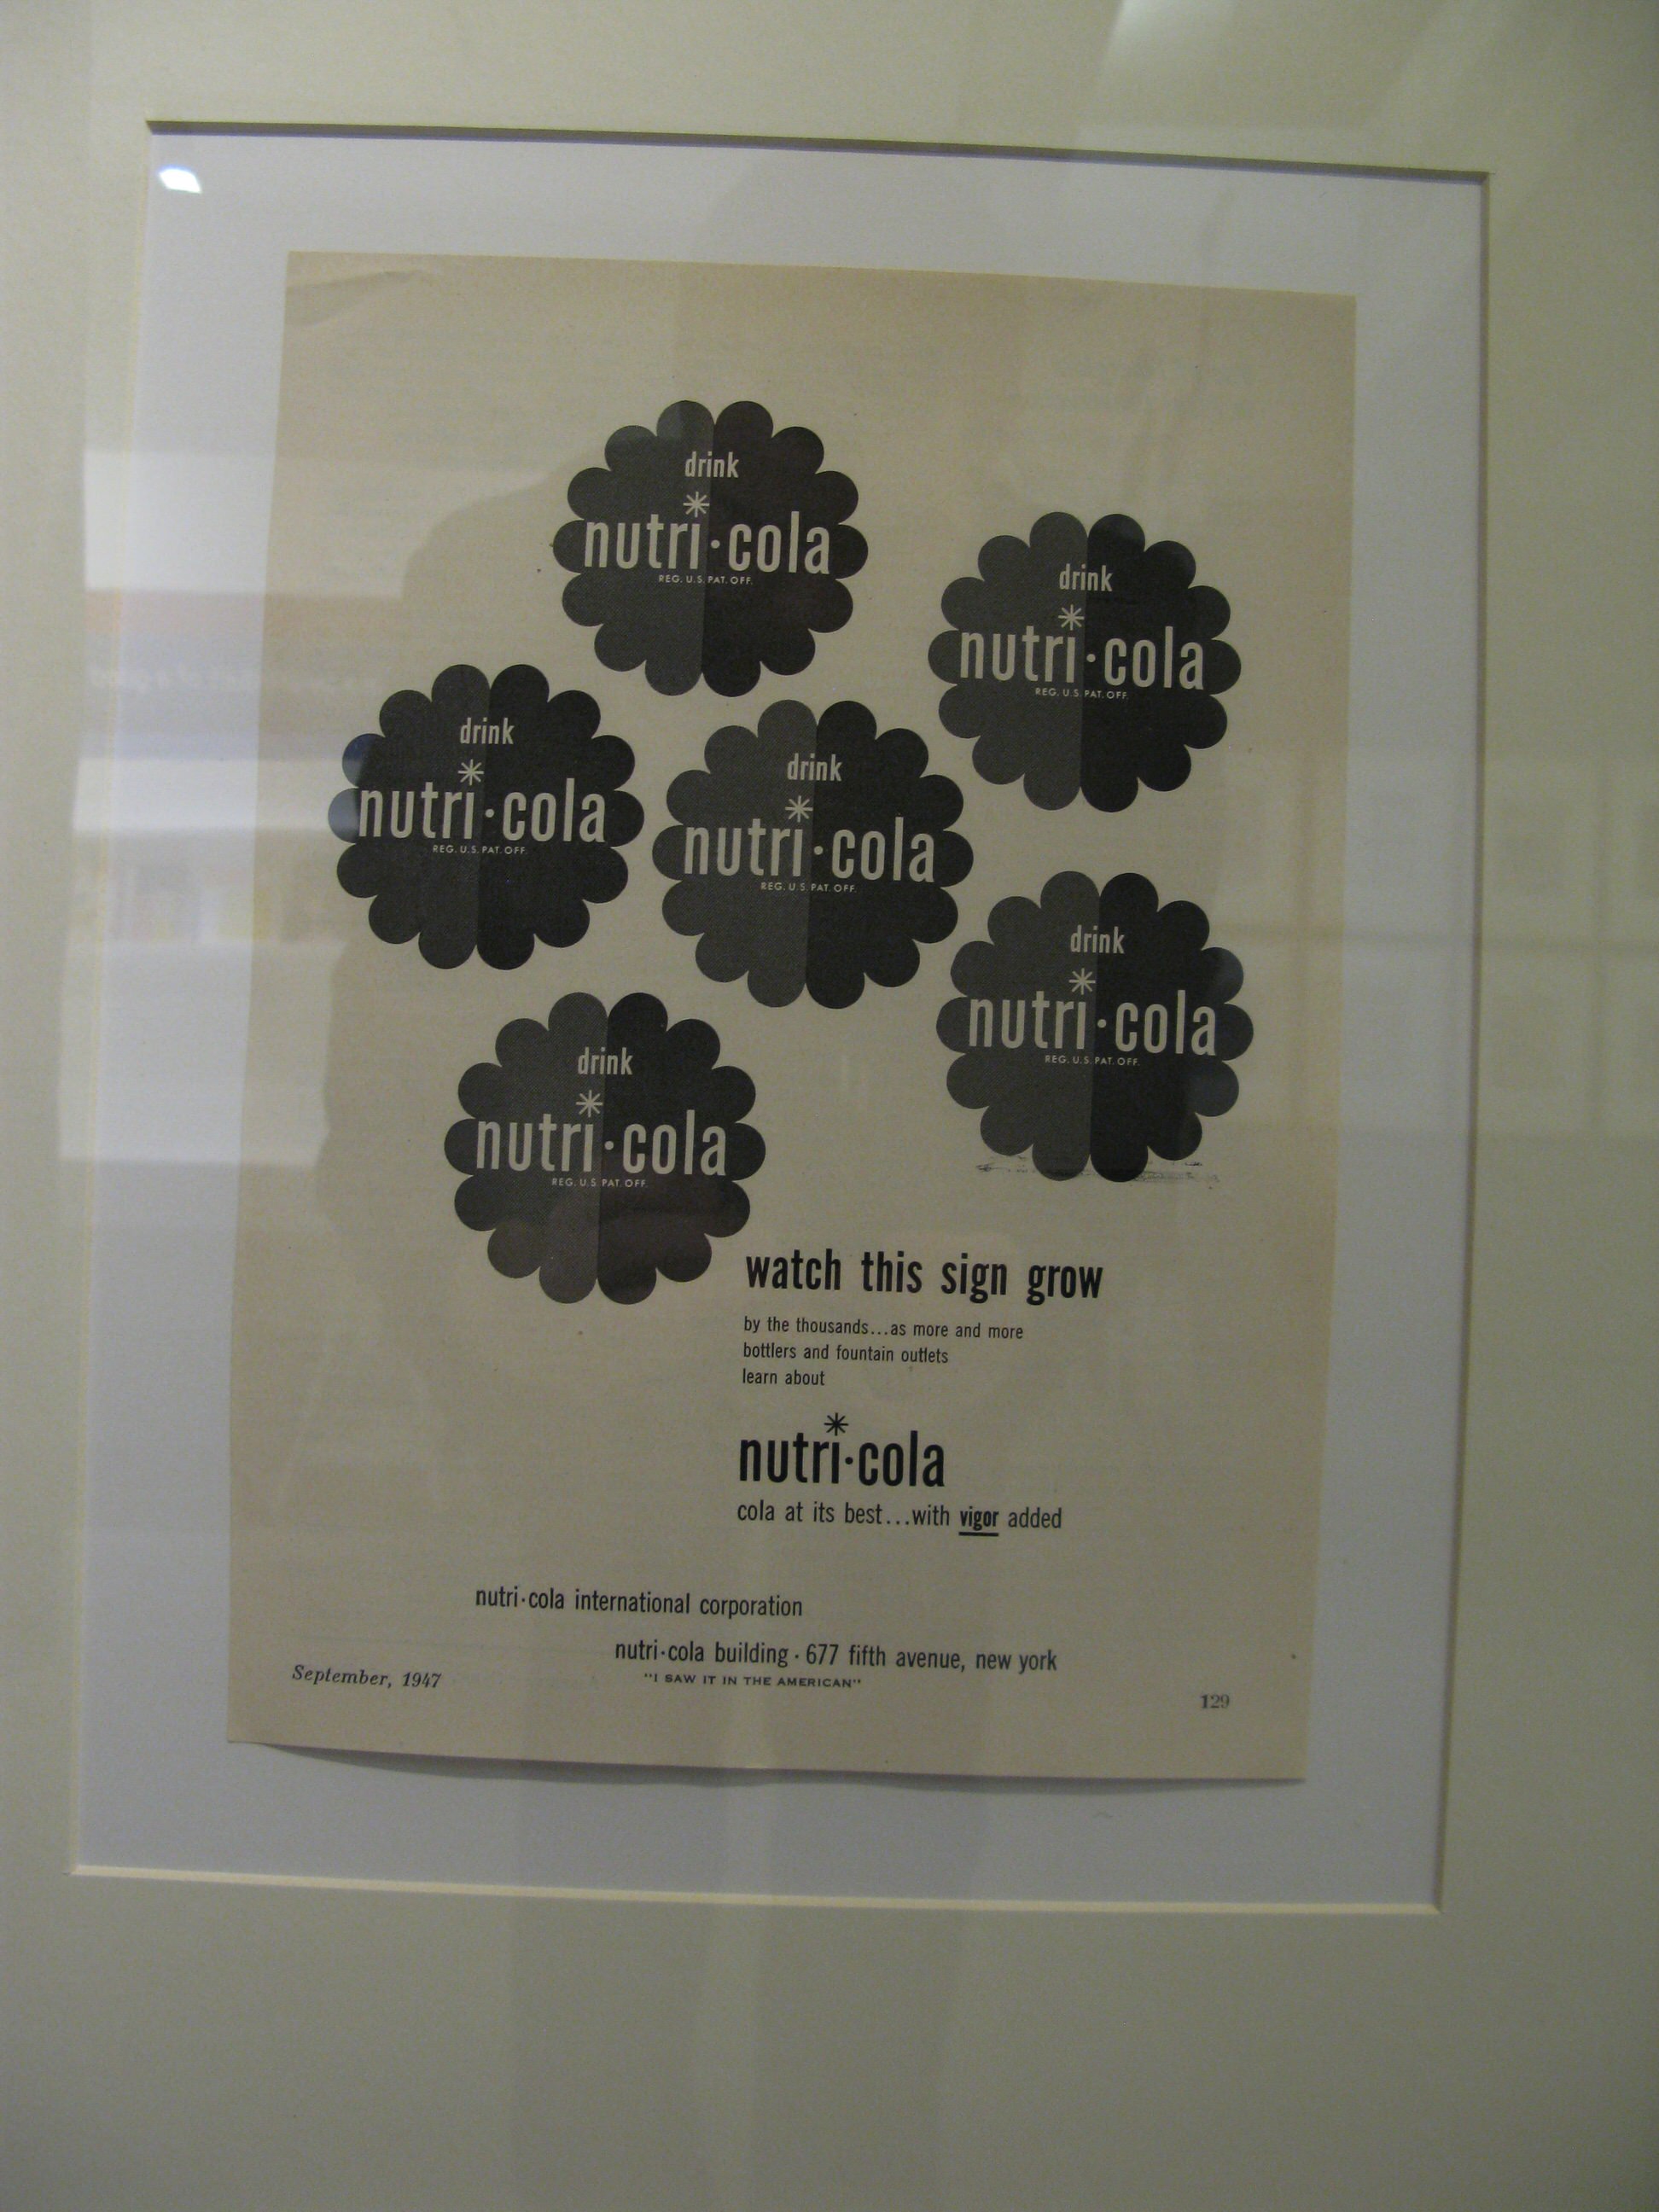 drink
nutri·cola
REG. U.S. PAT. OFF.
drink
nutri·cola
REG. U.S. PAT. OFF.
drink
nutri·cola
REG. U.S. PAT. OFF.
drink
nutri·cola
REG. U.S. PAT. OFF.
drink
nutri·cola
REG. U.S. PAT. OFF.
drink
nutri·cola
REG. U.S. PAT. OFF.
watch this sign grow
by the thousands...as more and more
bottlers and fountain outlets
learn about
nutri·cola
cola at its best...with vigor added
nutri·cola international corporation
nutri·cola building · 677 fifth avenue, new york
September, 1947
"I SAW IT IN THE AMERICAN"
129